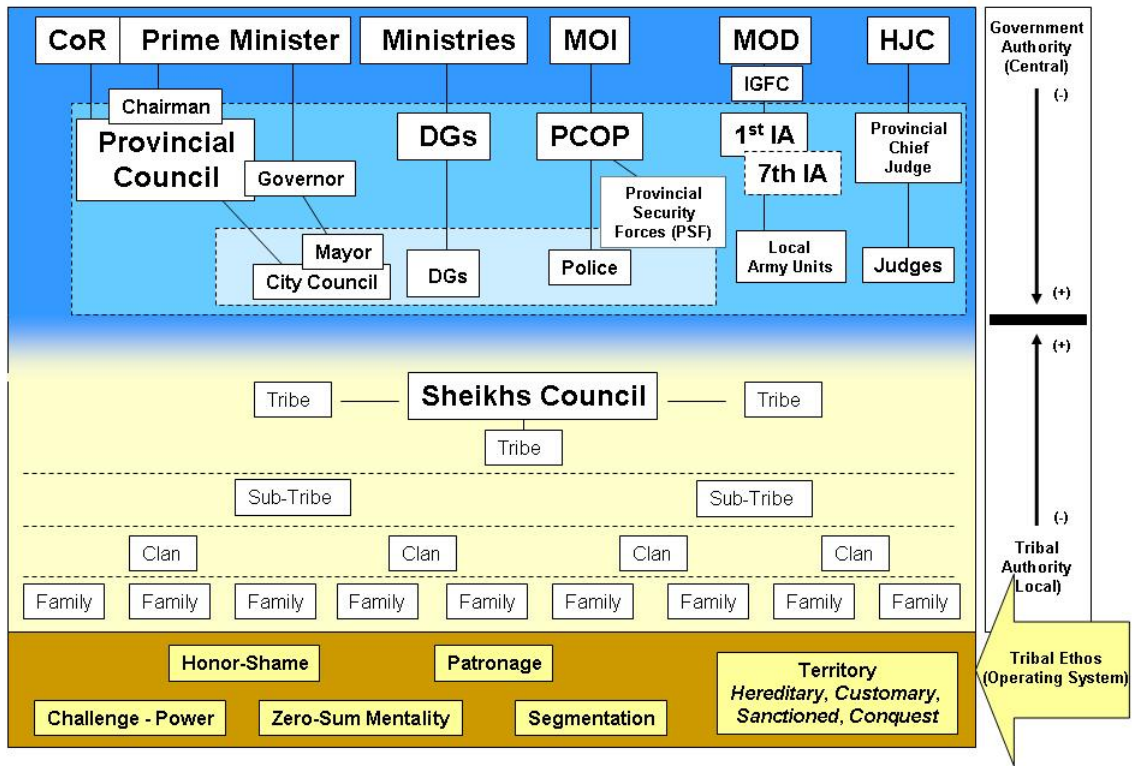 CoR
Prime Minister
Ministries
MOI
MOD
HJC
IGFC
Chairman
Provincial
Council
Governor
DGs
PCOP
1st IA
7th IA
Provincial
Chief
Judge
Provincial
Security
Forces (PSF)
Mayor
City Council
DGs
Police
Local
Army Units
Judges
Government
Authority
(Central)
(-)
(+)
(+)
(-)
Tribal
Authority
(Local)
Tribe
Sheikhs Council
Tribe
Tribe
Sub-Tribe
Sub-Tribe
Clan
Clan
Clan
Clan
Family
Family
Family
Family
Family
Family
Family
Family
Family
Honor-Shame
Patronage
Territory
Hereditary, Customary,
Sanctioned, Conquest
Challenge - Power
Zero-Sum Mentality
Segmentation
Tribal Ethos
(Operating System)